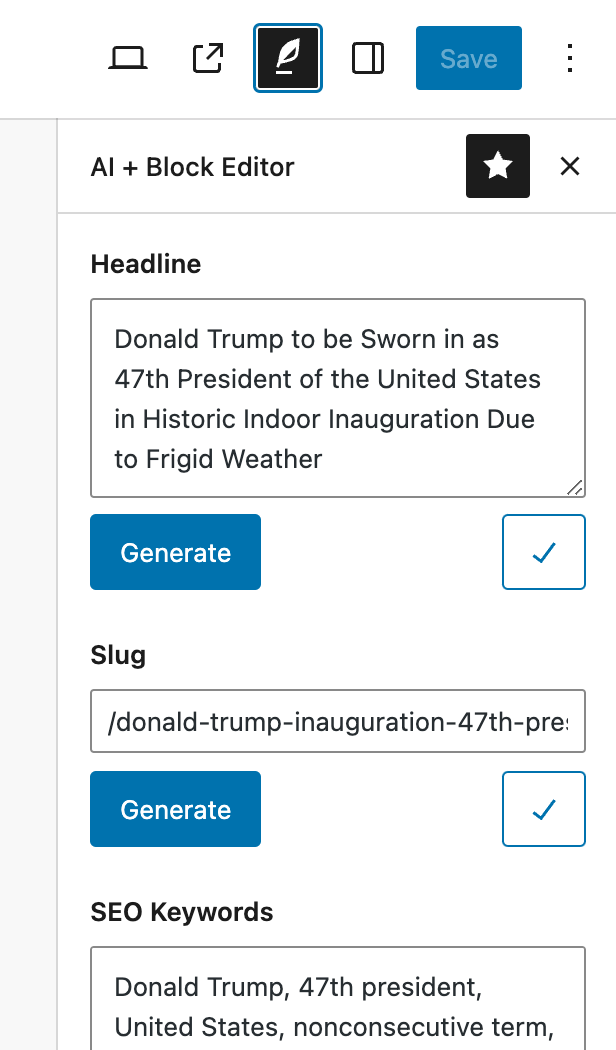 Save
AI + Block Editor
Headline
Donald Trump to be Sworn in as
47th President of the United States
in Historic Indoor Inauguration Due
to Frigid Weather
Generate
Slug
/donald-trump-inauguration-47th-pre
Generate
SEO Keywords
Donald Trump, 47th president,
United States, nonconsecutive term,